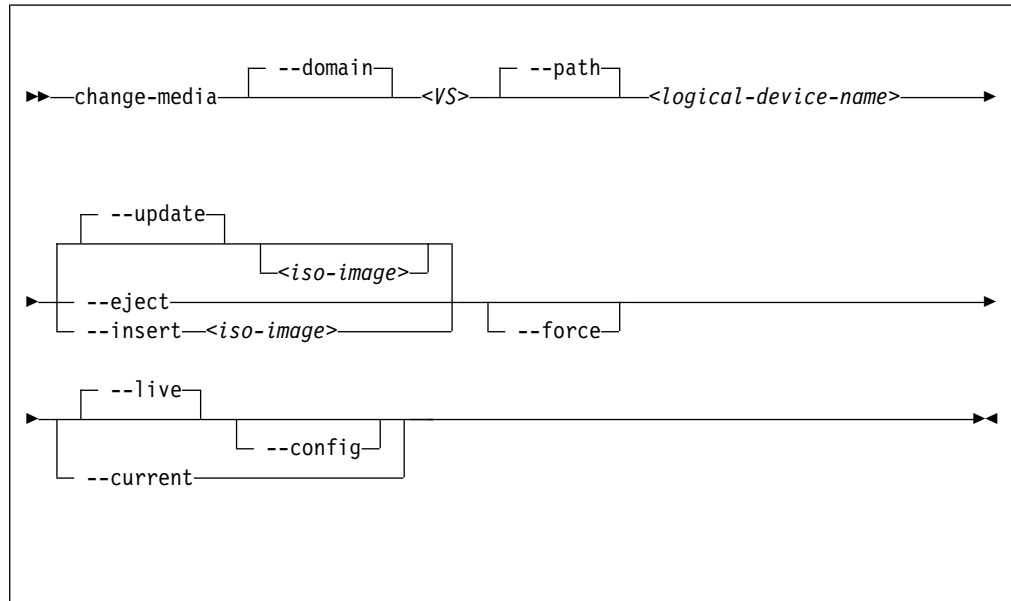 --domain --path
change-media <VS> <logical-device-name>
--update
<iso-image>
--eject
--insert <iso-image>
--force
--live
--config
--current